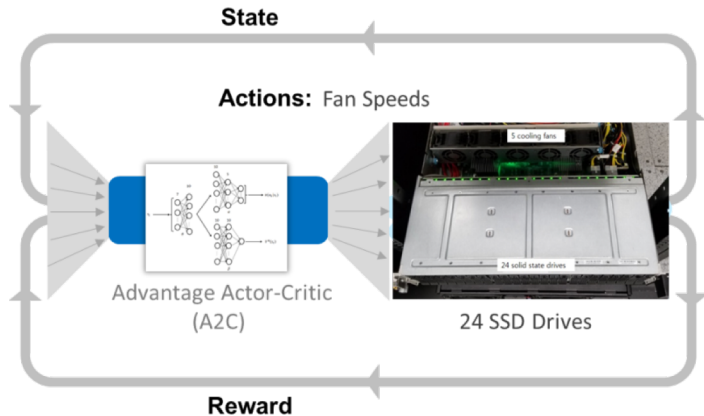 State
Actions: Fan Speeds
5 cooling fans
24 solid state drives
Advantage Actor-Critic
(A2C)
24 SSD Drives
Reward